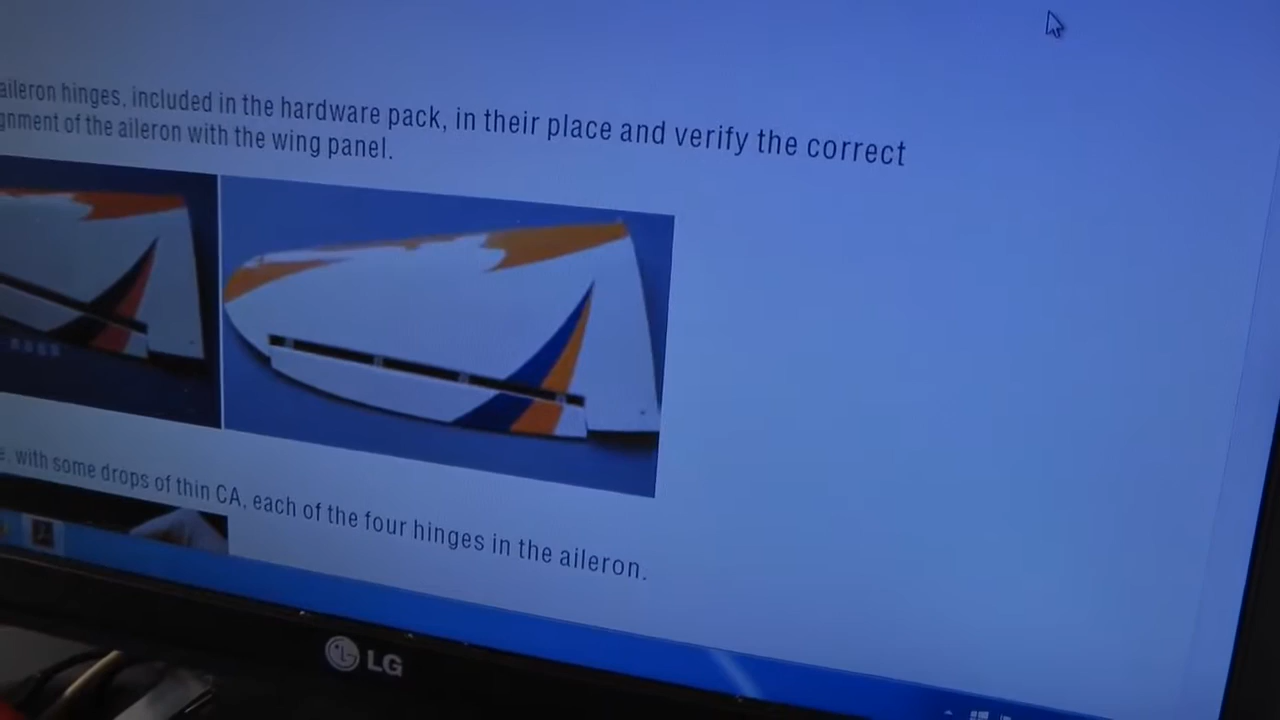 aileron hinges, included in the hardware pack, in their place and verify the correct
gnment of the aileron with the wing panel.
e, with some drops of thin CA, each of the four hinges in the aileron.
LG